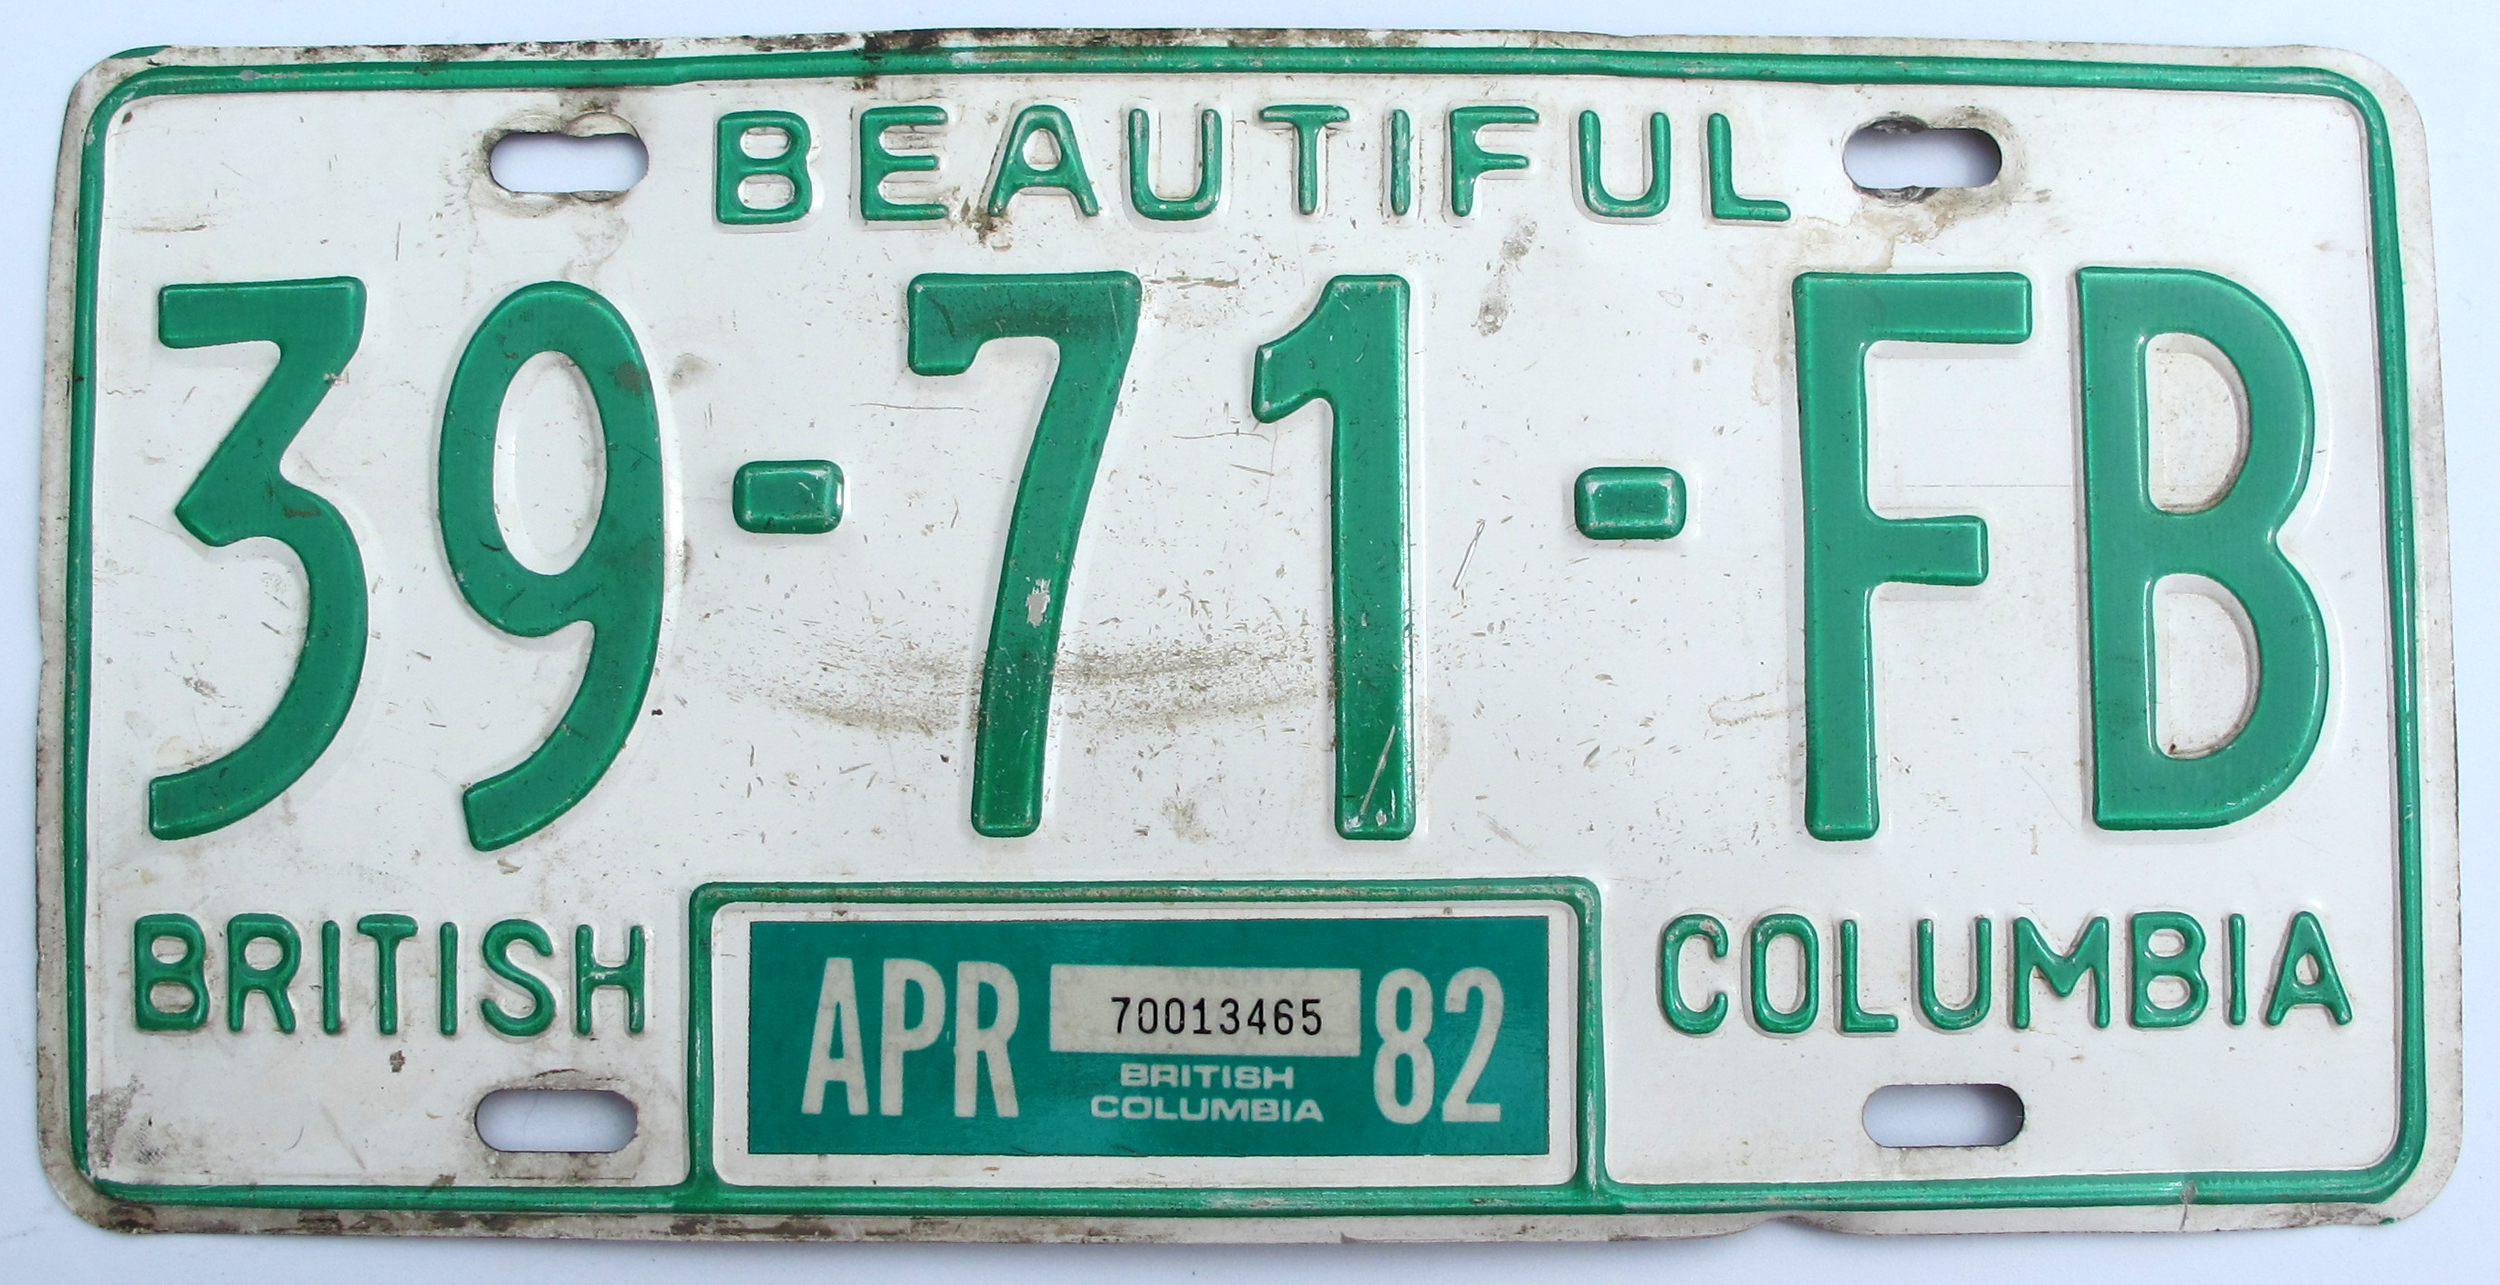 BEAUTIFUL
39-71-FB
BRITISH APR 70013465 82 COLUMBIA
BRITISH
COLUMBIA